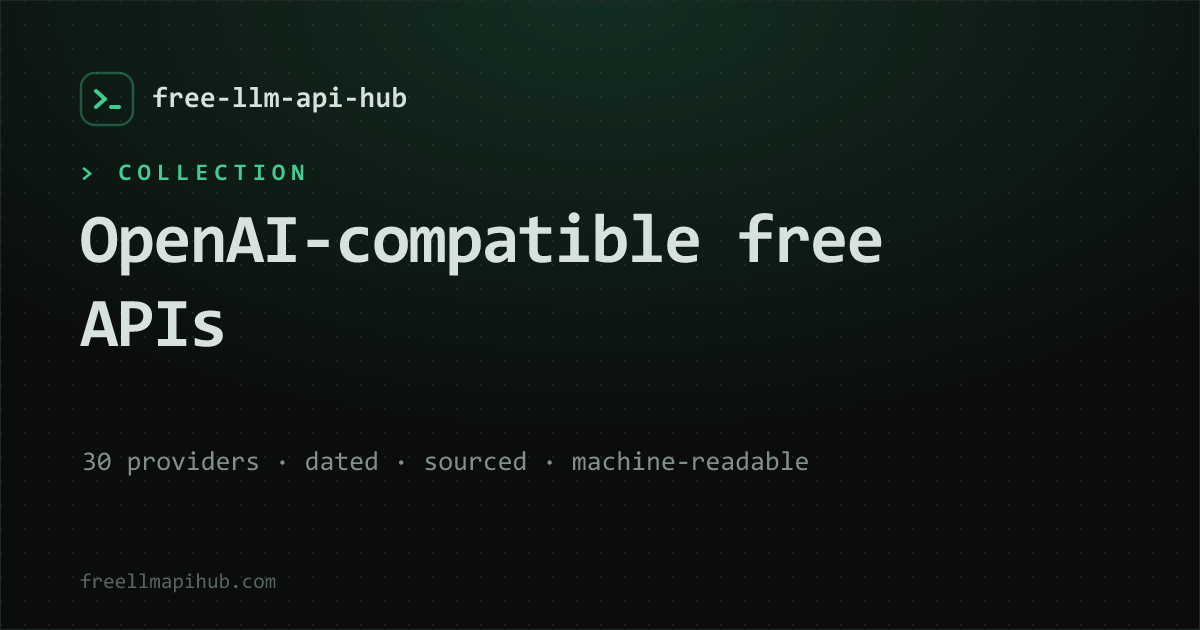 free-llm-api-hub
> COLLECTION
OpenAI-compatible free
APIs
30 providers · dated · sourced · machine-readable
freellmapihub.com